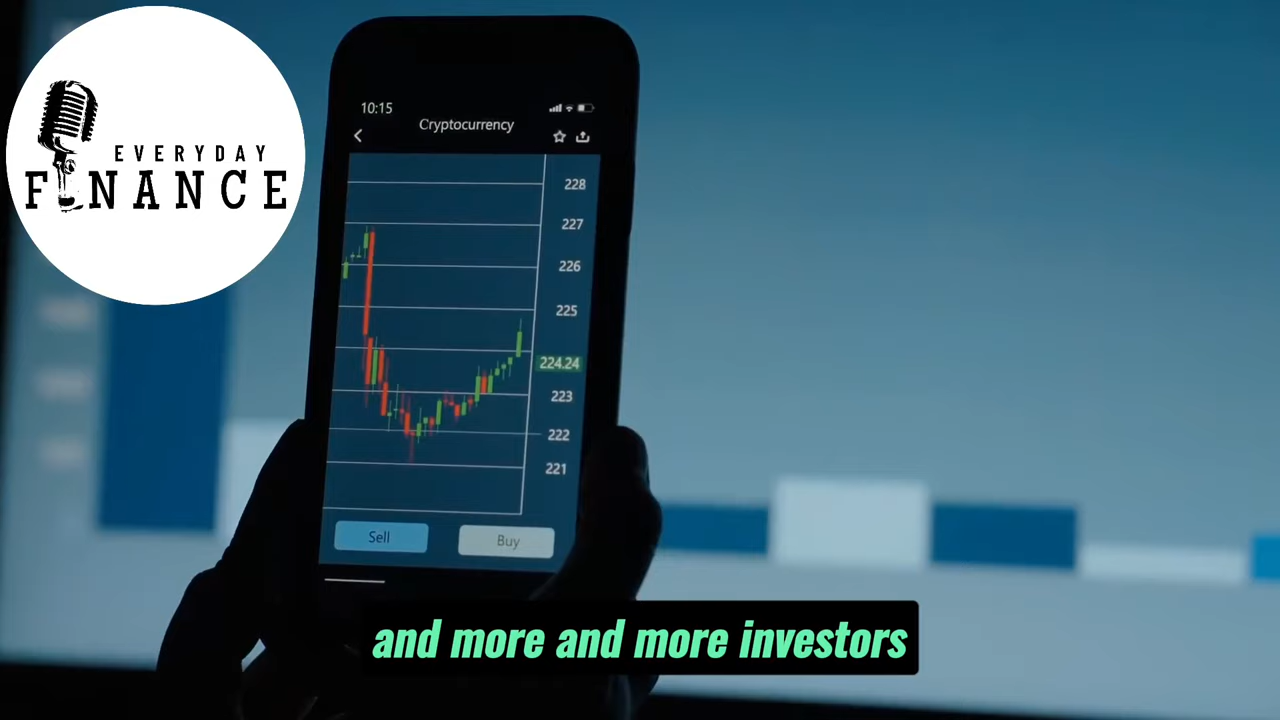 EVERYDAY
FINANCE
10:15
Cryptocurrency
228
227
226
225
224.24
223
222
221
Sell
Buy
and more and more investors